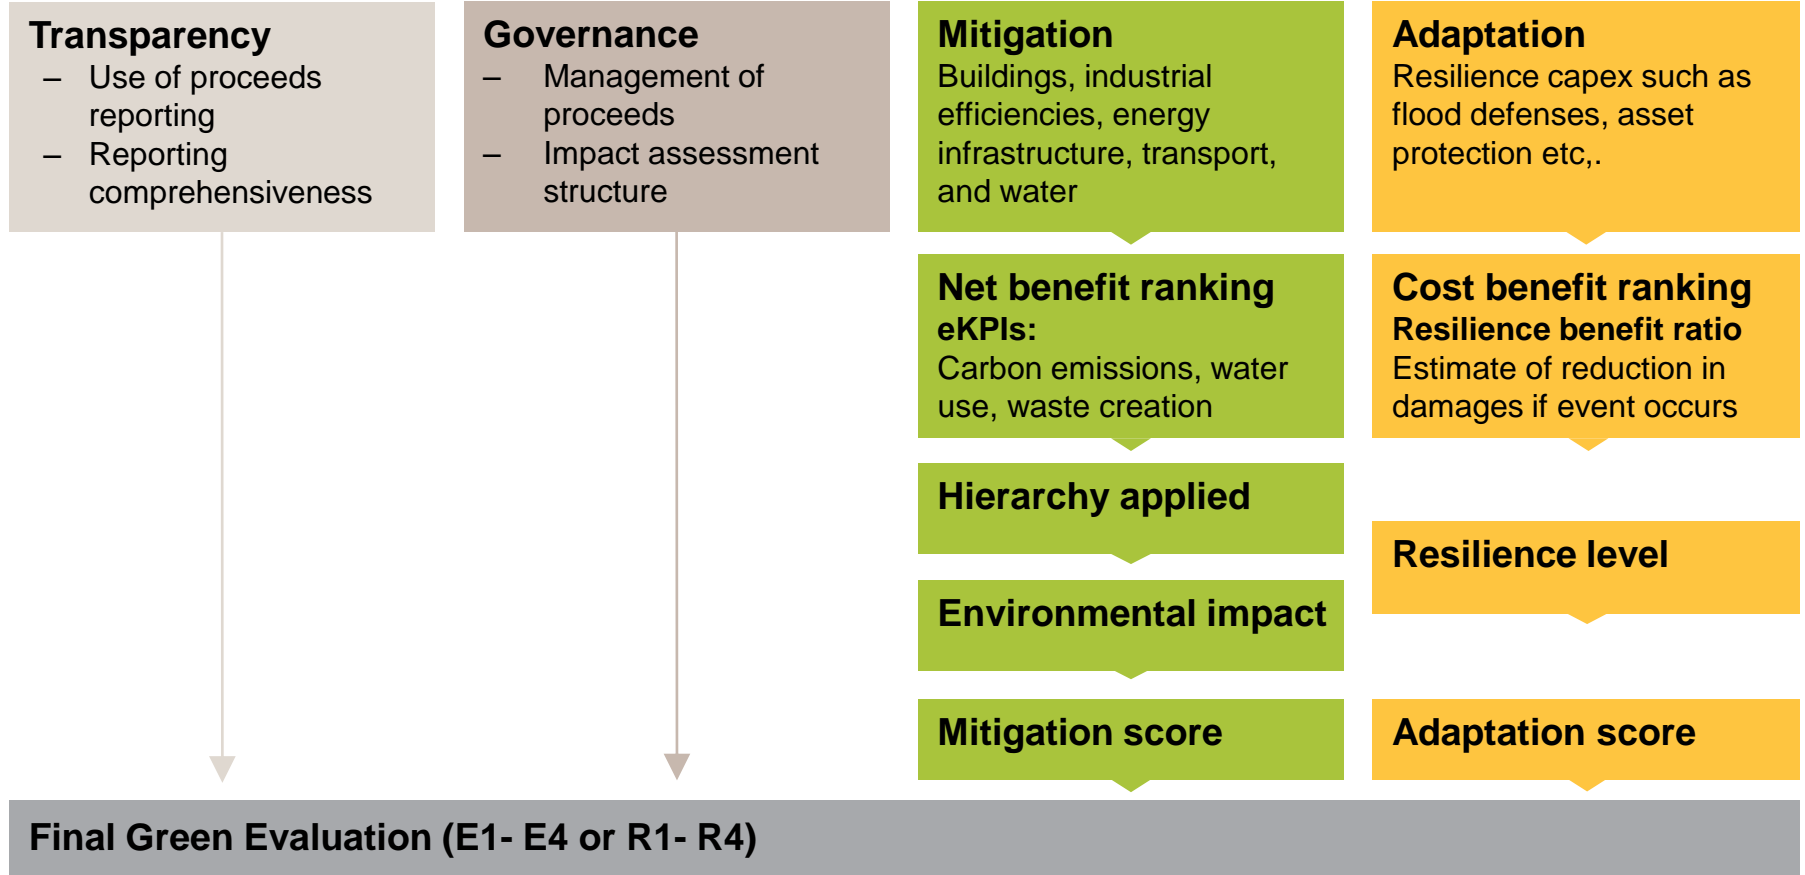 Transparency
– Use of proceeds
reporting
– Reporting
comprehensiveness
Governance
– Management of
proceeds
– Impact assessment
structure
Mitigation
Buildings, industrial
efficiencies, energy
infrastructure, transport,
and water
Adaptation
Resilience capex such as
flood defenses, asset
protection etc,.
Net benefit ranking
eKPIs:
Carbon emissions, water
use, waste creation
Cost benefit ranking
Resilience benefit ratio
Estimate of reduction in
damages if event occurs
Hierarchy applied
Resilience level
Environmental impact
Mitigation score
Adaptation score
Final Green Evaluation (E1- E4 or R1- R4)